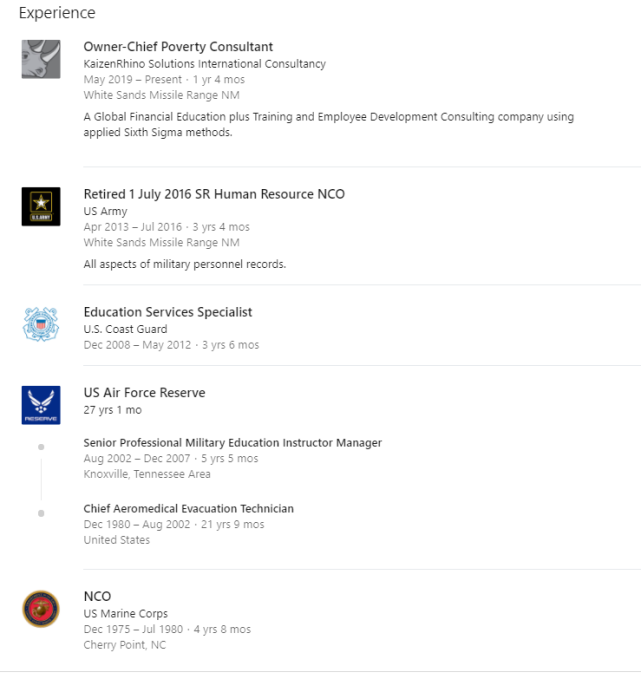 Experience
Owner-Chief Poverty Consultant
KaizenRhino Solutions International Consultancy
May 2019 – Present · 1 yr 4 mos
White Sands Missile Range NM
A Global Financial Education plus Training and Employee Development Consulting company using
applied Sixth Sigma methods.
Retired 1 July 2016 SR Human Resource NCO
US Army
Apr 2013 – Jul 2016 · 3 yrs 4 mos
White Sands Missile Range NM
All aspects of military personnel records.
U.S.ARMY
Education Services Specialist
U.S. Coast Guard
Dec 2008 – May 2012 · 3 yrs 6 mos
US Air Force Reserve
27 yrs 1 mo
RESERVE
Senior Professional Military Education Instructor Manager
Aug 2002 – Dec 2007 · 5 yrs 5 mos
Knoxville, Tennessee Area
Chief Aeromedical Evacuation Technician
Dec 1980 – Aug 2002 · 21 yrs 9 mos
United States
NCO
US Marine Corps
Dec 1975 – Jul 1980 · 4 yrs 8 mos
Cherry Point, NC